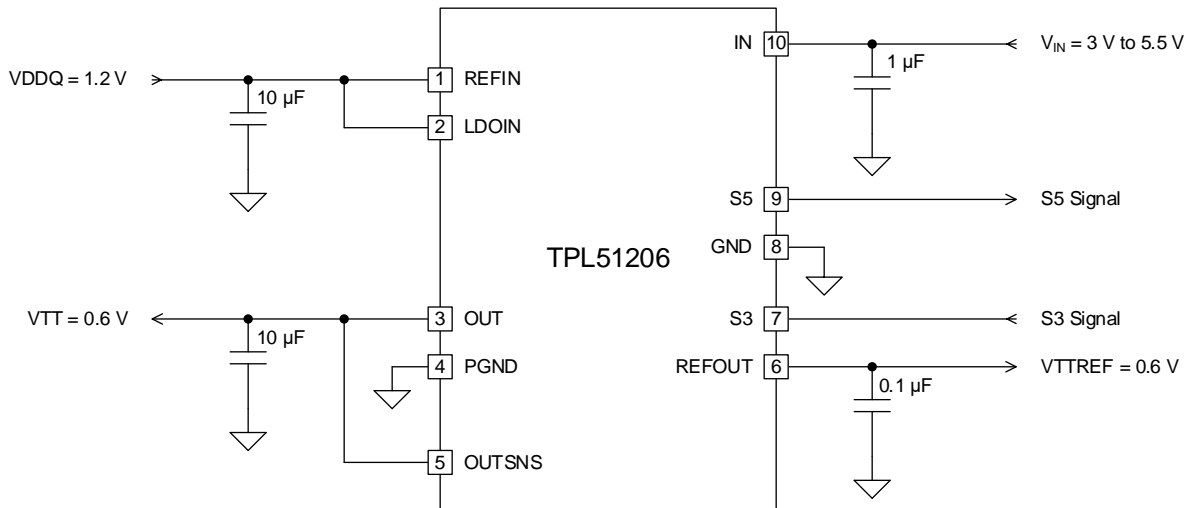 IN
10
V_IN = 3 V to 5.5 V
1 µF
VDDQ = 1.2 V
1
REFIN
10 µF
2
LDOIN
S5
9
S5 Signal
GND
8
TPL51206
VTT = 0.6 V
3
OUT
10 µF
S3
7
S3 Signal
4
PGND
REFOUT
6
VTTREF = 0.6 V
0.1 µF
5
OUTSNS